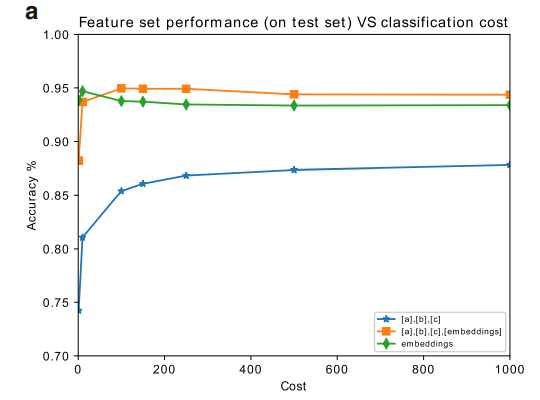 a
Feature set performance (on test set) VS classification cost
1.00
0.95
0.90
0.85
0.80
0.75
0.70
Accuracy %
0 200 400 600 800 1000
Cost
[a],[b],[c]
[a],[b],[c],[embeddings]
embeddings